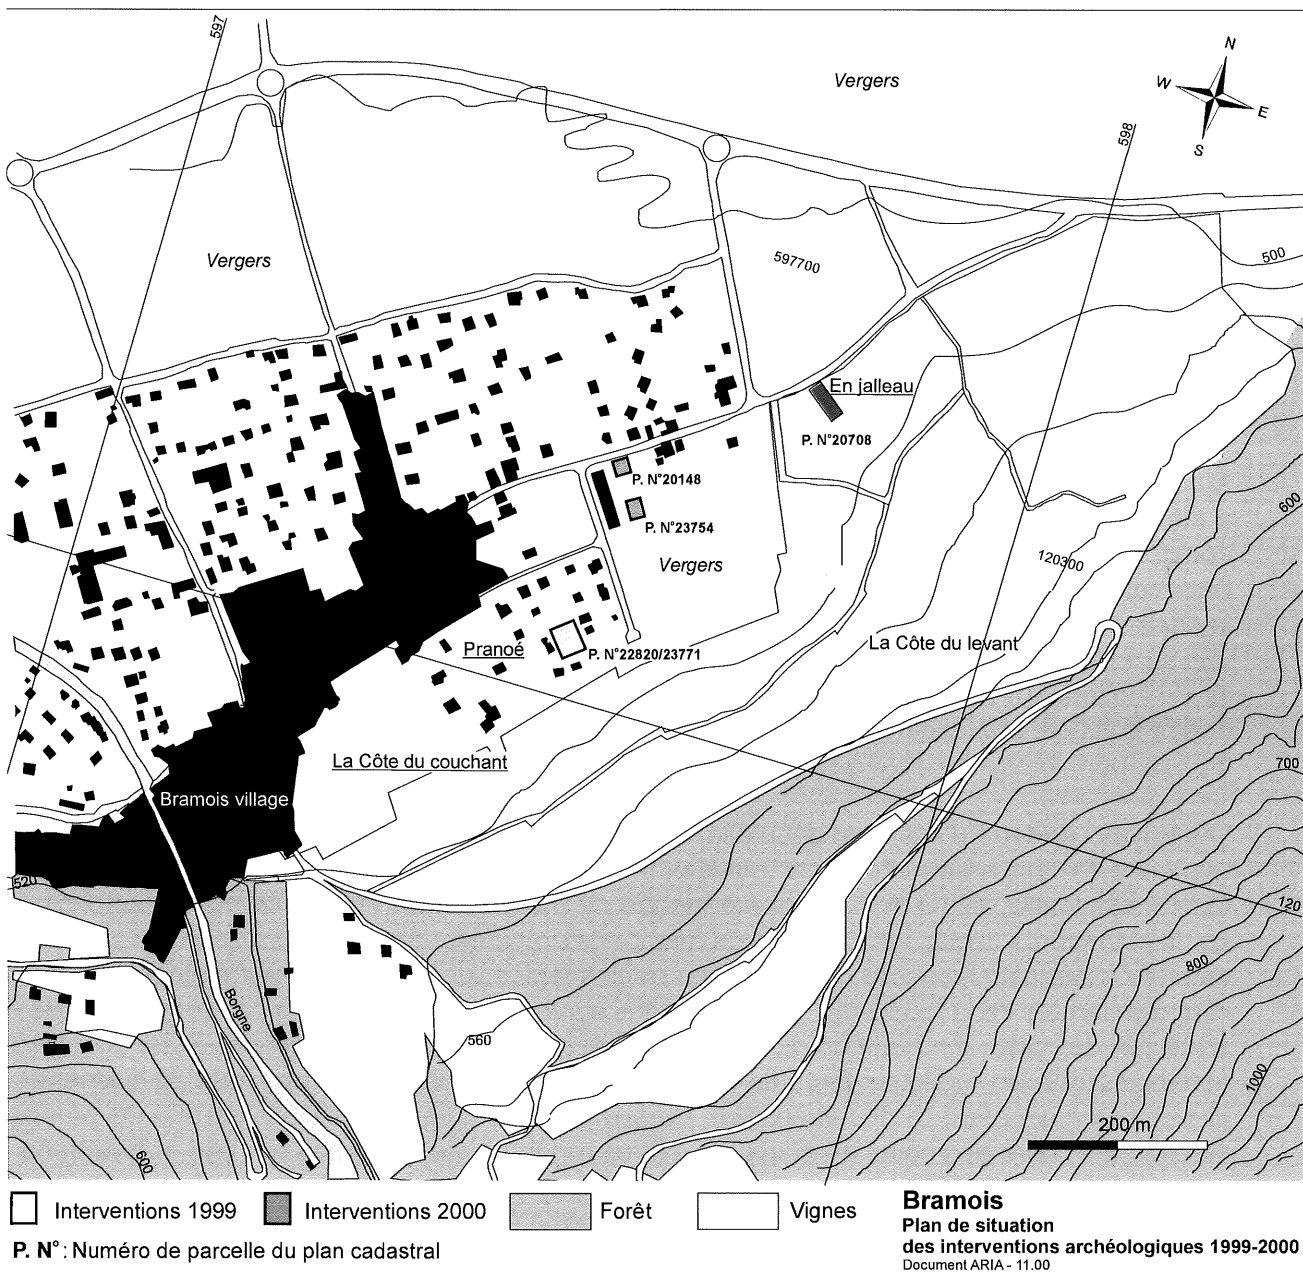 597
Vergers
N
W
E
S
598
Vergers
597700
500
En jalleau
P. N°20708
P. N°20148
P. N°23754
600
Vergers
120300
La Côte du levant
Pranoé
P. N°22820/23771
La Côte du couchant
700
Bramois village
520
120
800
Borgne
560
1000
200 m
600
Interventions 1999
Interventions 2000
Forêt
Vignes
P. N° : Numéro de parcelle du plan cadastral
Bramois
Plan de situation
des interventions archéologiques 1999-2000
Document ARIA - 11.00